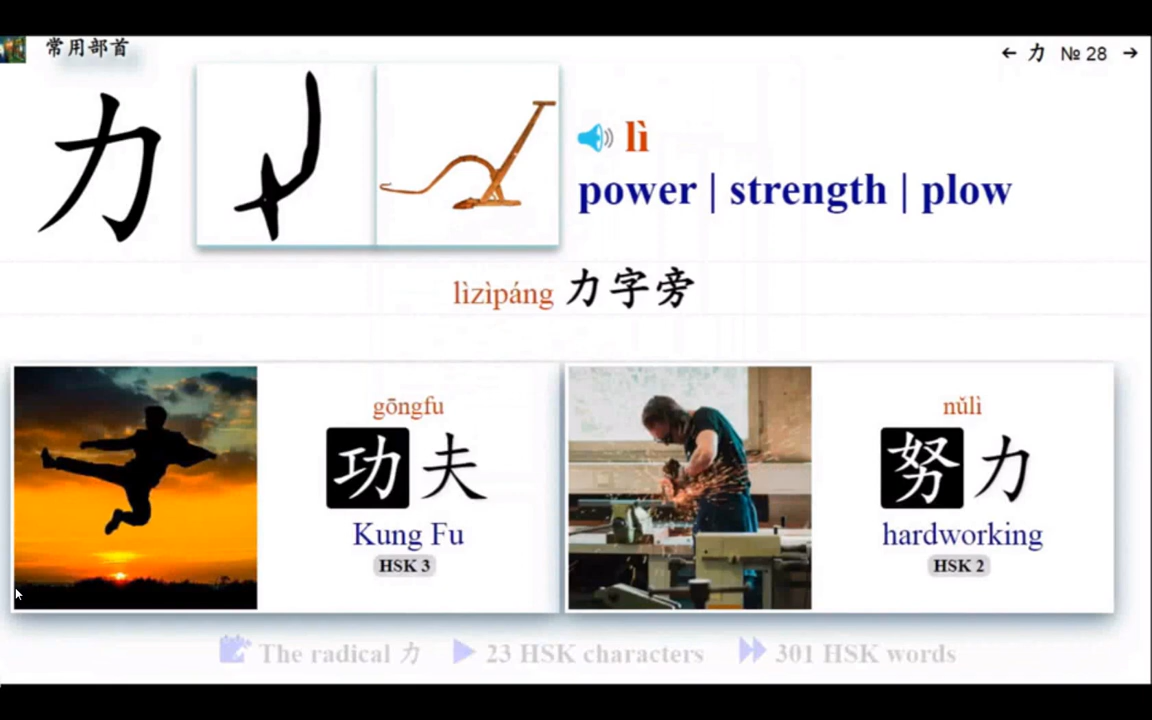 常用部首
← 力 № 28 →
力
lì
power | strength | plow
lìzìpáng 力字旁
gōngfu
功夫
Kung Fu
HSK 3
nǔlì
努力
hardworking
HSK 2
The radical 力
23 HSK characters
301 HSK words